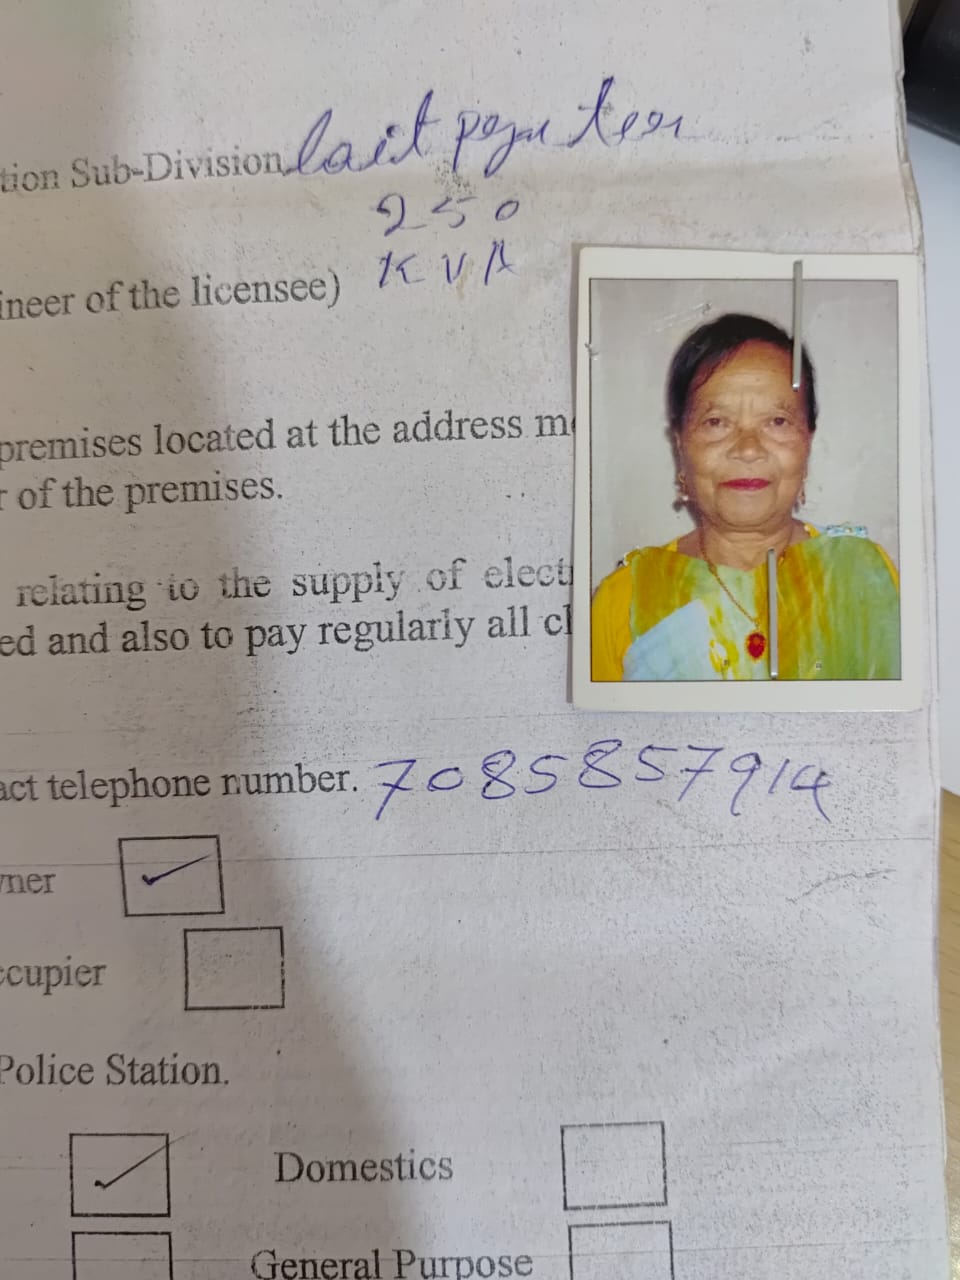 tion Sub-Division lait
250
ineer of the licensee) KVA
premises located at the address m
r of the premises.
relating to the supply of elect
ed and also to pay regularly all cl
act telephone number. 7085857914
ner
ccupier
Police Station.
Domestics
General Purpose